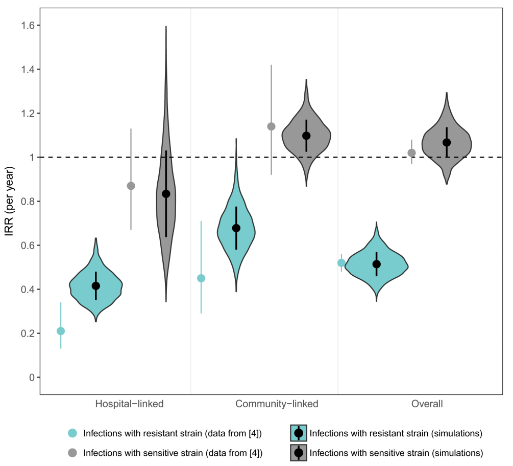 IRR (per year)
1.6
1.4
1.2
1
0.8
0.6
0.4
0.2
0
Hospital−linked Community−linked Overall
Infections with resistant strain (data from [4]) Infections with resistant strain (simulations)
Infections with sensitive strain (data from [4]) Infections with sensitive strain (simulations)